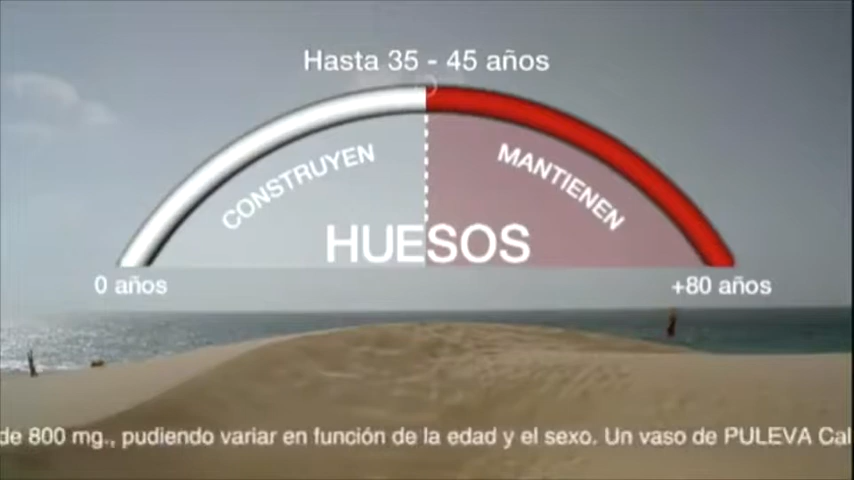 Hasta 35 - 45 años
CONSTRUYEN
MANTIENEN
HUESOS
0 años
+80 años
de 800 mg., pudiendo variar en función de la edad y el sexo. Un vaso de PULEVA Cal